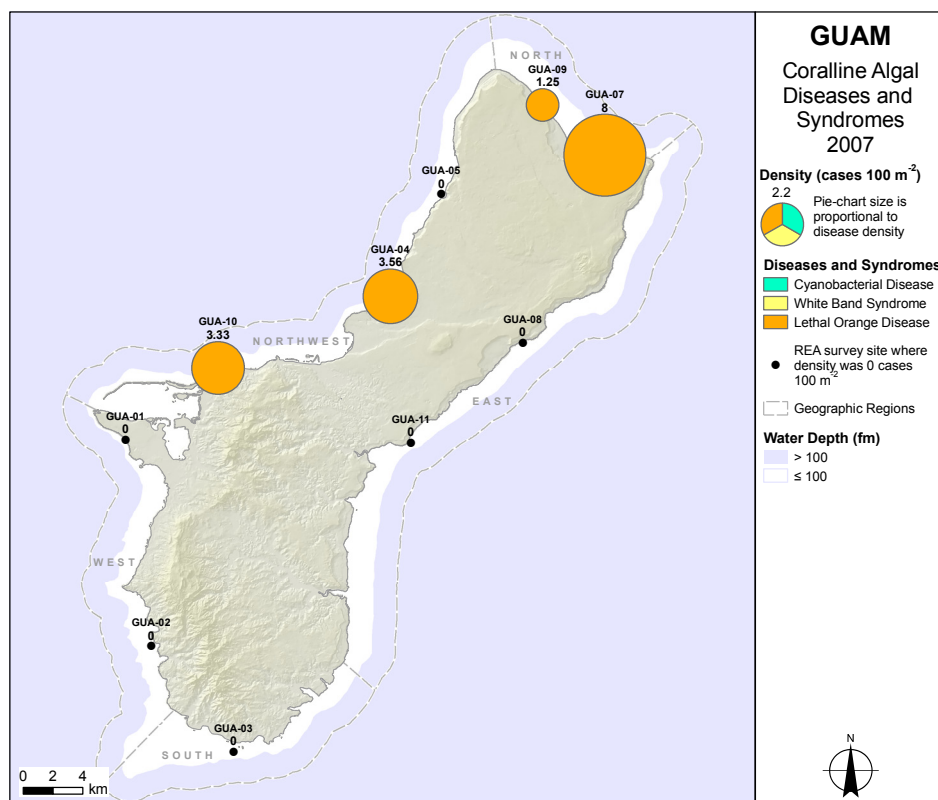 NORTH
GUA-09
1.25
GUA-07
8
GUA-05
0
GUA-04
3.56
GUA-10
3.33
NORTHWEST
GUA-08
0
EAST
GUA-01
0
GUA-11
0
WEST
GUA-02
0
GUA-03
0
SOUTH
0 2 4
km
GUAM
Coralline Algal
Diseases and
Syndromes
2007
Density (cases 100 m⁻²)
2.2
Pie-chart size is
proportional to
disease density
Diseases and Syndromes
Cyanobacterial Disease
White Band Syndrome
Lethal Orange Disease
REA survey site where
density was 0 cases
100 m⁻²
Geographic Regions
Water Depth (fm)
> 100
≤ 100
N